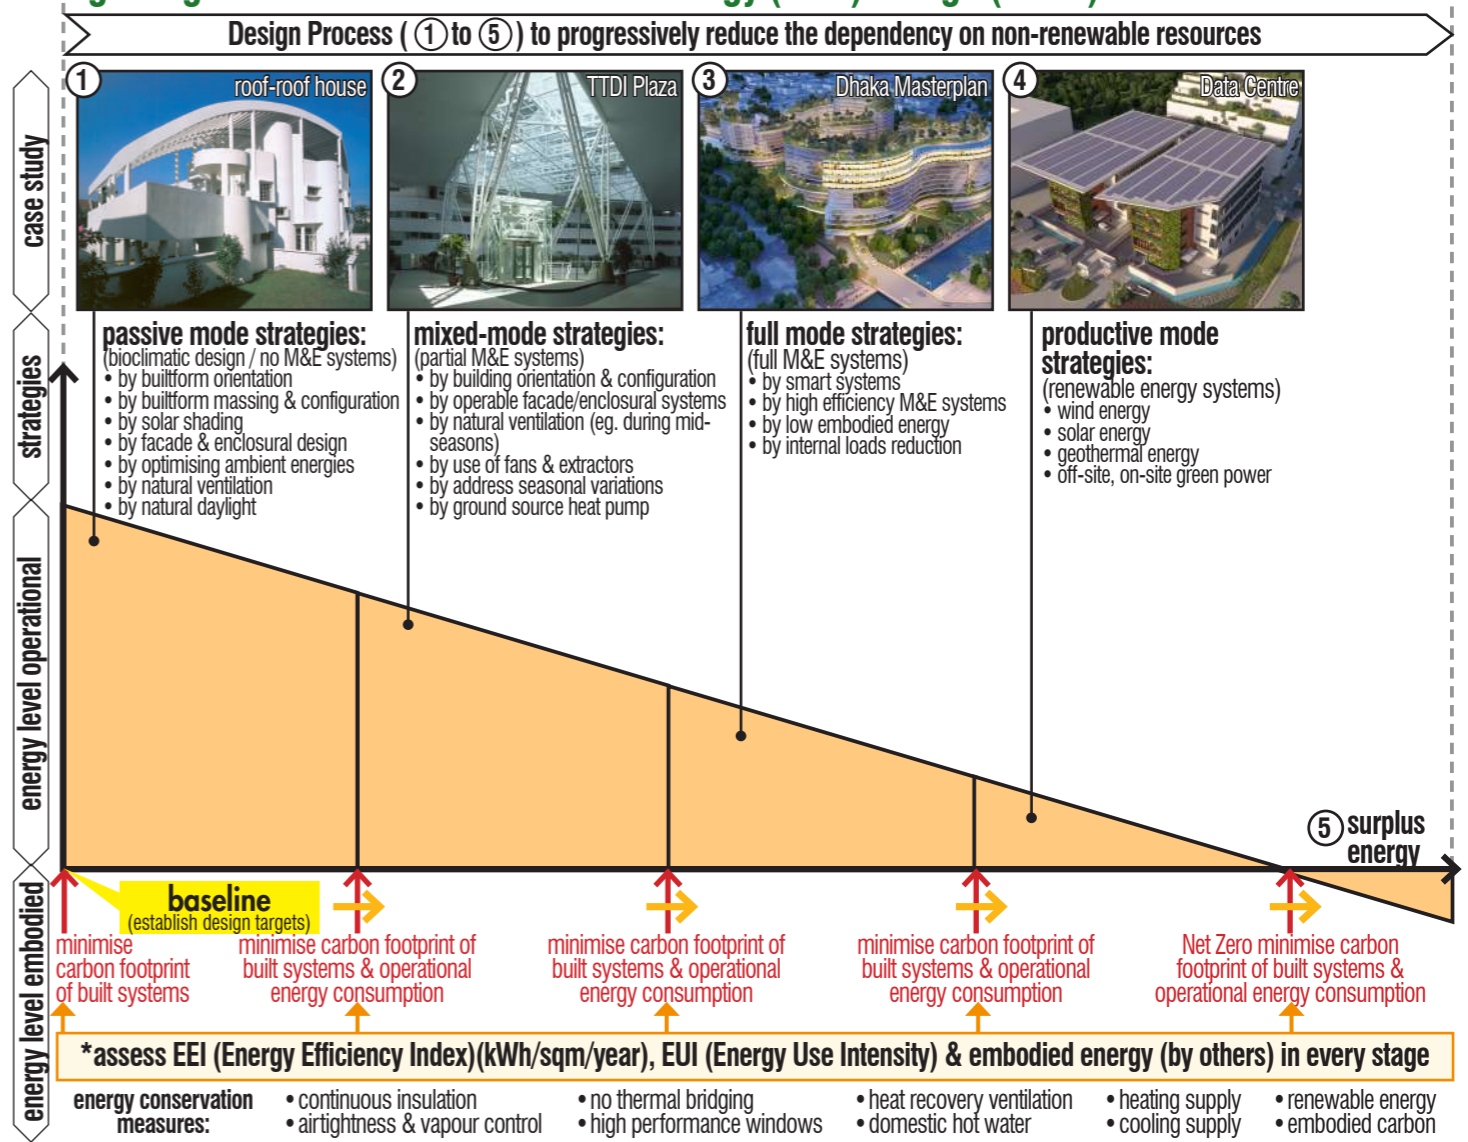 Design Process ( 1 to 5 ) to progressively reduce the dependency on non-renewable resources
case study
1
roof-roof house
2
TTDI Plaza
3
Dhaka Masterplan
4
Data Centre
strategies
passive mode strategies:
(bioclimatic design / no M&E systems)
• by builtform orientation
• by builtform massing & configuration
• by solar shading
• by facade & enclosural design
• by optimising ambient energies
• by natural ventilation
• by natural daylight
mixed-mode strategies:
(partial M&E systems)
• by building orientation & configuration
• by operable facade/enclosural systems
• by natural ventilation (eg. during mid-
seasons)
• by use of fans & extractors
• by address seasonal variations
• by ground source heat pump
full mode strategies:
(full M&E systems)
• by smart systems
• by high efficiency M&E systems
• by low embodied energy
• by internal loads reduction
productive mode
strategies:
(renewable energy systems)
• wind energy
• solar energy
• geothermal energy
• off-site, on-site green power
energy level operational
5 surplus
energy
energy level embodied
baseline
(establish design targets)
minimise
carbon footprint
of built systems
minimise carbon footprint of
built systems & operational
energy consumption
minimise carbon footprint of
built systems & operational
energy consumption
minimise carbon footprint of
built systems & operational
energy consumption
Net Zero minimise carbon
footprint of built systems &
operational energy consumption
*assess EEI (Energy Efficiency Index)(kWh/sqm/year), EUI (Energy Use Intensity) & embodied energy (by others) in every stage
energy conservation
measures:
• continuous insulation
• airtightness & vapour control
• no thermal bridging
• high performance windows
• heat recovery ventilation
• domestic hot water
• heating supply
• cooling supply
• renewable energy
• embodied carbon